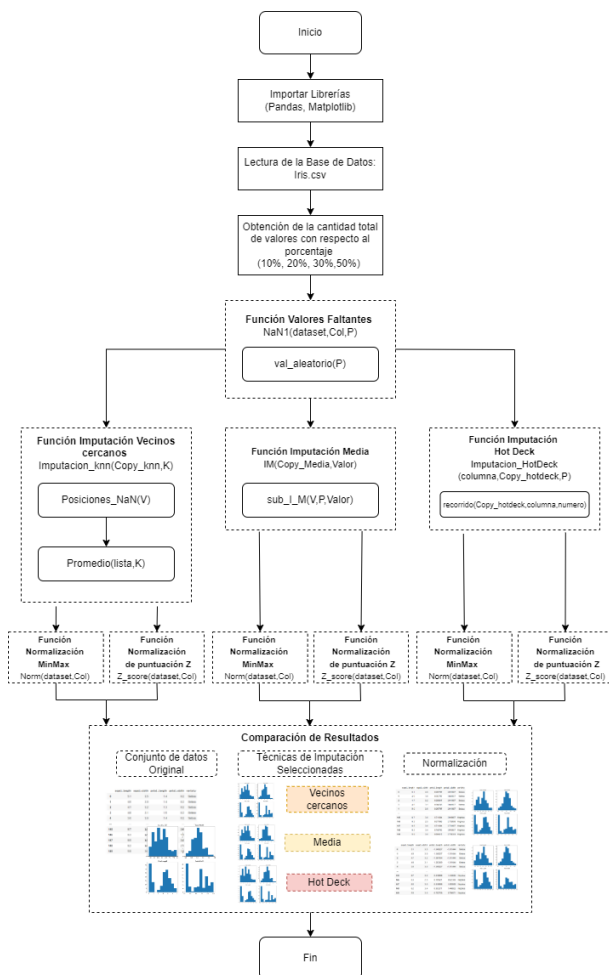 Inicio
Importar Librerías
(Pandas, Matplotlib)
Lectura de la Base de Datos:
Iris.csv
Obtención de la cantidad total
de valores con respecto al
porcentaje
(10%, 20%, 30%,50%)
Función Valores Faltantes
NaN1(dataset,Col,P)
val_aleatorio(P)
Función Imputación Vecinos
cercanos
Imputacion_knn(Copy_knn,K)
Posiciones_NaN(V)
Promedio(lista,K)
Función Imputación Media
IM(Copy_Media,Valor)
sub_I_M(V,P,Valor)
Función Imputación
Hot Deck
Imputacion_HotDeck
(columna,Copy_hotdeck,P)
recorrido(Copy_hotdeck,columna,numero)
Función
Normalización
MinMax
Norm(dataset,Col)
Función
Normalización
de puntuación Z
Z_score(dataset,Col)
Función
Normalización
MinMax
Norm(dataset,Col)
Función
Normalización
de puntuación Z
Z_score(dataset,Col)
Función
Normalización
MinMax
Norm(dataset,Col)
Función
Normalización
de puntuación Z
Z_score(dataset,Col)
Comparación de Resultados
Conjunto de datos
Original
Técnicas de Imputación
Seleccionadas
Vecinos
cercanos
Media
Hot Deck
Normalización
Fin